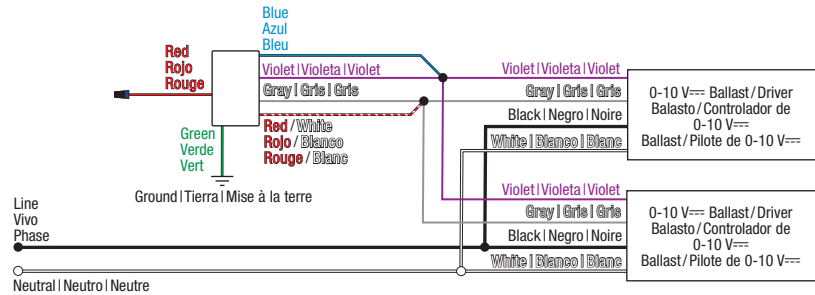 Blue
Azul
Bleu
Red
Rojo
Rouge
Violet | Violeta | Violet
Gray | Gris | Gris
Red / White
Rojo / Blanco
Rouge / Blanc
Green
Verde
Vert
Ground | Tierra | Mise à la terre
Violet | Violeta | Violet
Gray | Gris | Gris
Black | Negro | Noire
White | Blanco | Blanc
0-10 V⎓ Ballast / Driver
Balasto / Controlador de
0-10 V⎓
Ballast / Pilote de 0-10 V⎓
Violet | Violeta | Violet
Gray | Gris | Gris
Black | Negro | Noire
White | Blanco | Blanc
0-10 V⎓ Ballast / Driver
Balasto / Controlador de
0-10 V⎓
Ballast / Pilote de 0-10 V⎓
Line
Vivo
Phase
Neutral | Neutro | Neutre